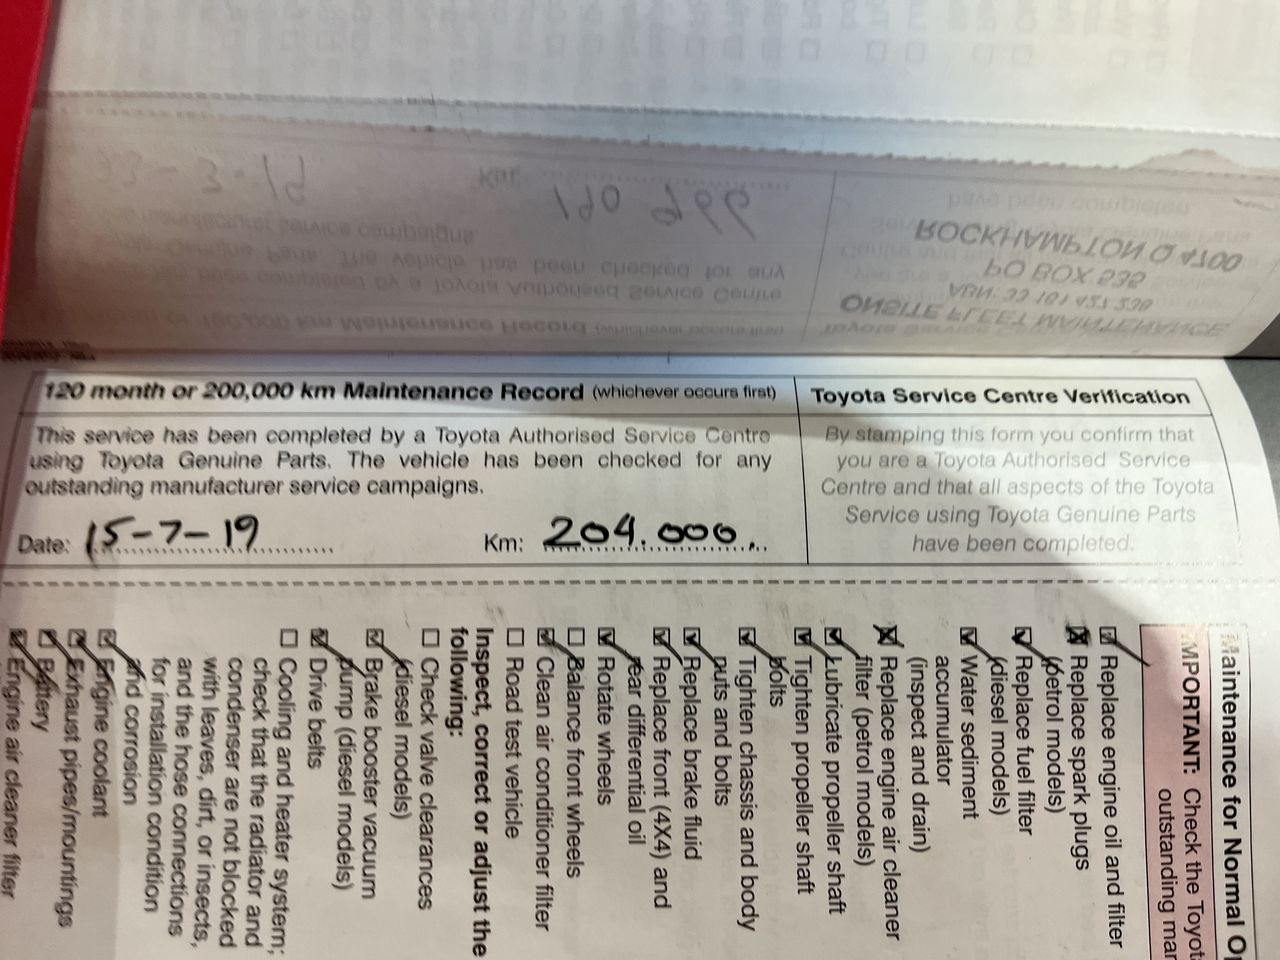 120 month or 200,000 km Maintenance Record (whichever occurs first)
This service has been completed by a Toyota Authorised Service Centre
using Toyota Genuine Parts. The vehicle has been checked for any
outstanding manufacturer service campaigns.
Date: 15-7-19 Km: 204.000
Toyota Service Centre Verification
By stamping this form you confirm that
you are a Toyota Authorised Service
Centre and that all aspects of the Toyota
Service using Toyota Genuine Parts
have been completed.
Maintenance for Normal
IMPORTANT: Check the
outstanding
Replace engine oil and filter
Replace spark plugs
(petrol models)
Replace fuel filter
(diesel models)
Water sediment
accumulator
(inspect and drain)
Replace engine air cleaner
filter (petrol models)
Lubricate propeller shaft
Tighten propeller shaft
bolts
Tighten chassis and body
nuts and bolts
Replace brake fluid
Replace front (4X4) and
rear differential oil
Rotate wheels
Balance front wheels
Clean air conditioner filter
Road test vehicle
Inspect, correct or adjust the
following:
Check valve clearances
(diesel models)
Brake booster vacuum
pump (diesel models)
Drive belts
Cooling and heater system;
check that the radiator and
condenser are not blocked
with leaves, dirt, or insects,
and the hose connections
for installation condition
and corrosion
Engine coolant
Exhaust pipes/mountings
Battery
Engine air cleaner filter
ONSITE FLEET MAINTENANCE
PO BOX 232
ROCKHAMPTON Q 4700